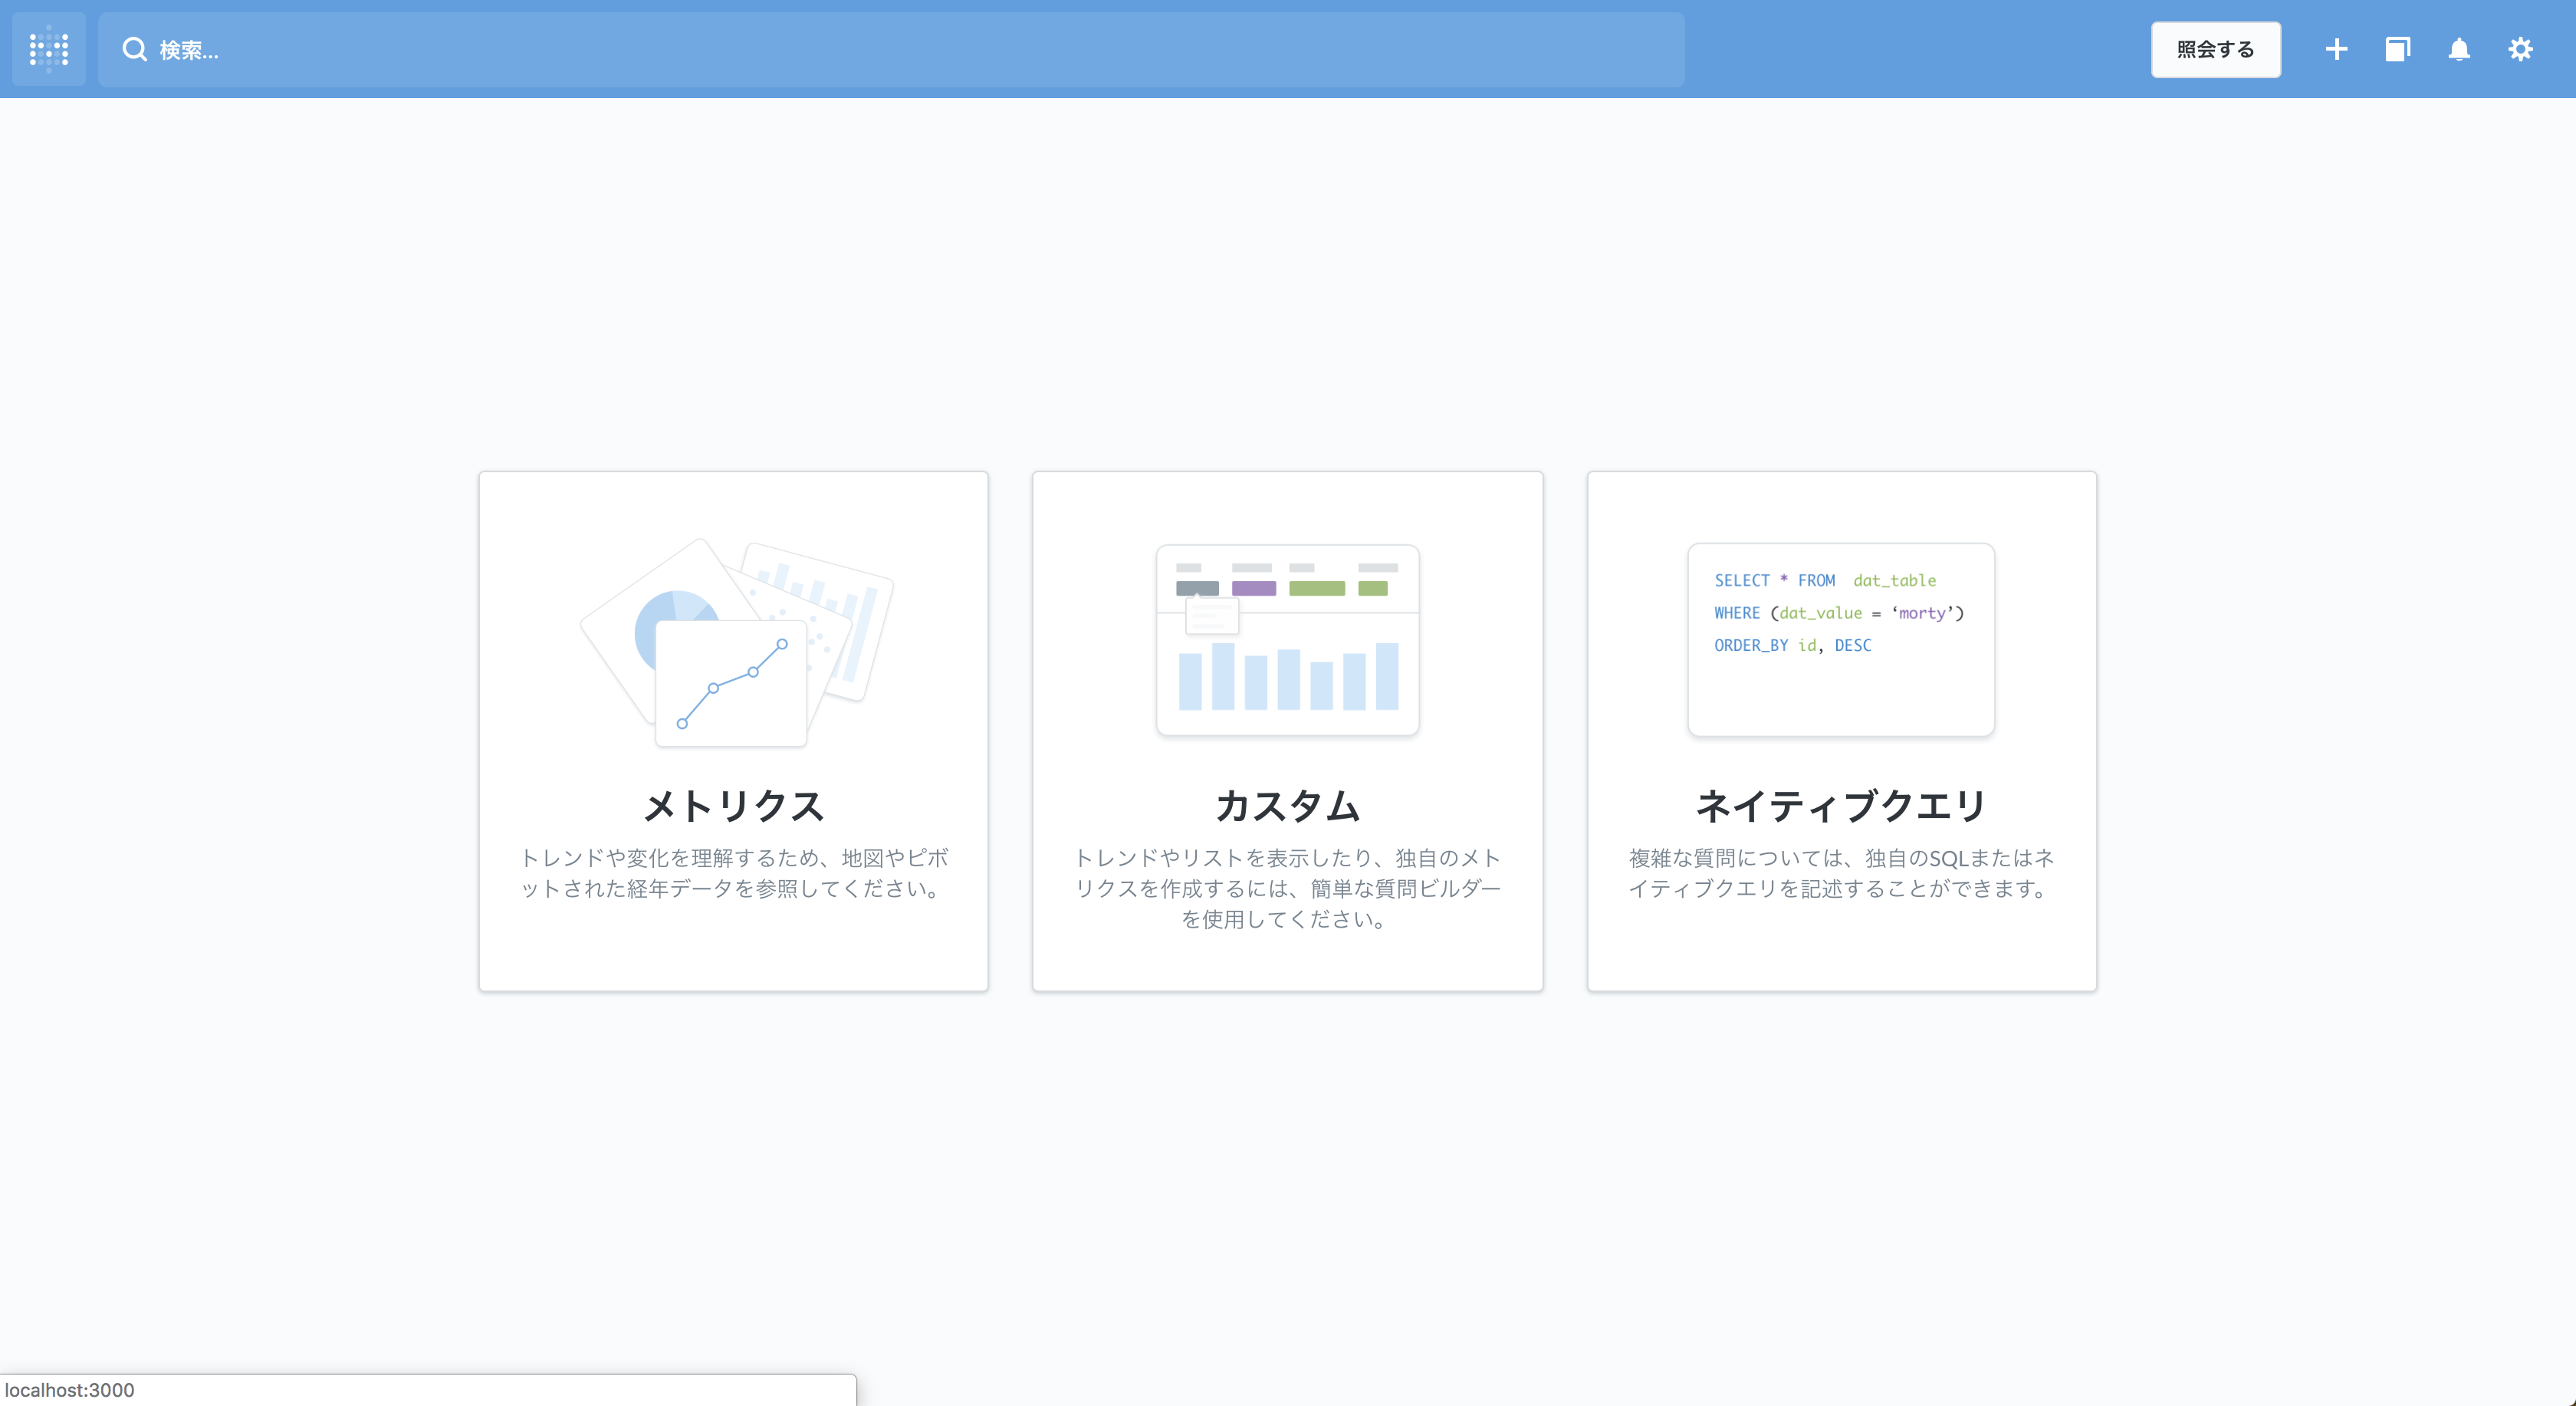 検索...
照会する
SELECT * FROM dat_table
WHERE (dat_value = ‘morty’)
ORDER_BY id, DESC
メトリクス
トレンドや変化を理解するため、地図やピボ
ットされた経年データを参照してください。
カスタム
トレンドやリストを表示したり、独自のメト
リクスを作成するには、簡単な質問ビルダー
を使用してください。
ネイティブクエリ
複雑な質問については、独自のSQLまたはネ
イティブクエリを記述することができます。
localhost:3000